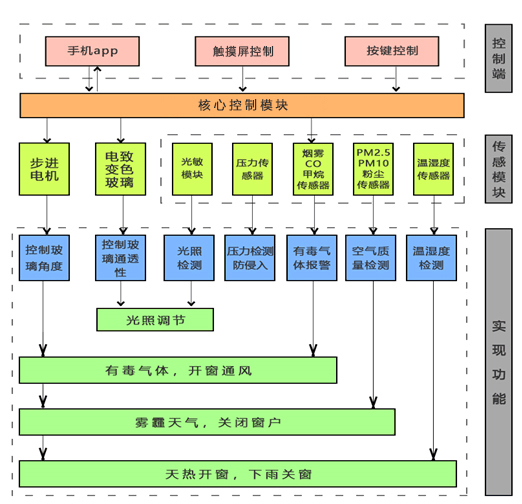 手机app
触摸屏控制
按键控制
控制端
核心控制模块
步进
电机
电致
变色
玻璃
光敏
模块
压力传
感器
烟雾
CO
甲烷
传感器
PM2.5
PM10
粉尘
传感器
温湿度
传感器
传感模块
控制玻
璃角度
控制玻
璃通透
性
光照
检测
压力检测
防侵入
有毒气
体报警
空气质
量检测
温湿度
检测
实现功能
光照调节
有毒气体，开窗通风
雾霾天气，关闭窗户
天热开窗，下雨关窗